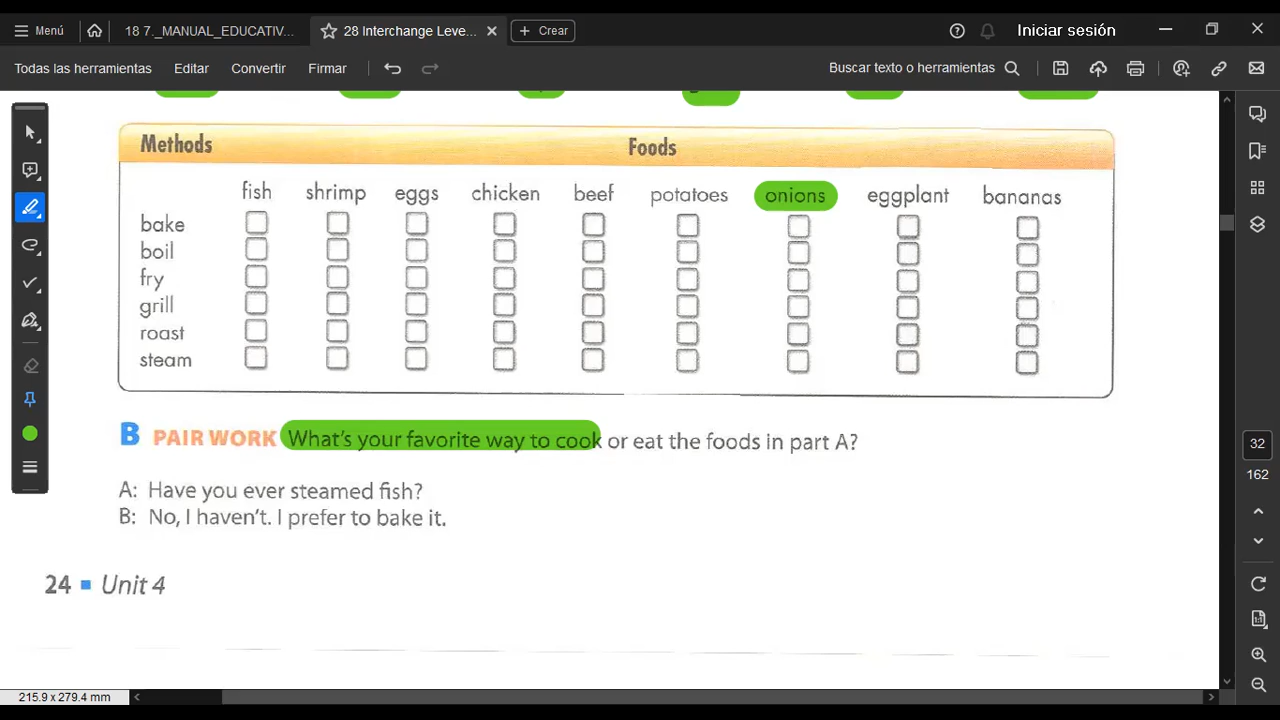 Menú
18 7._MANUAL_EDUCATIV...
28 Interchange Leve...
Crear
Iniciar sesión
Todas las herramientas
Editar
Convertir
Firmar
Buscar texto o herramientas
Methods
Foods
fish shrimp eggs chicken beef potatoes onions eggplant bananas
bake
boil
fry
grill
roast
steam
B PAIR WORK What's your favorite way to cook or eat the foods in part A?
A: Have you ever steamed fish?
B: No, I haven't. I prefer to bake it.
24 Unit 4
32
162
215.9 x 279.4 mm